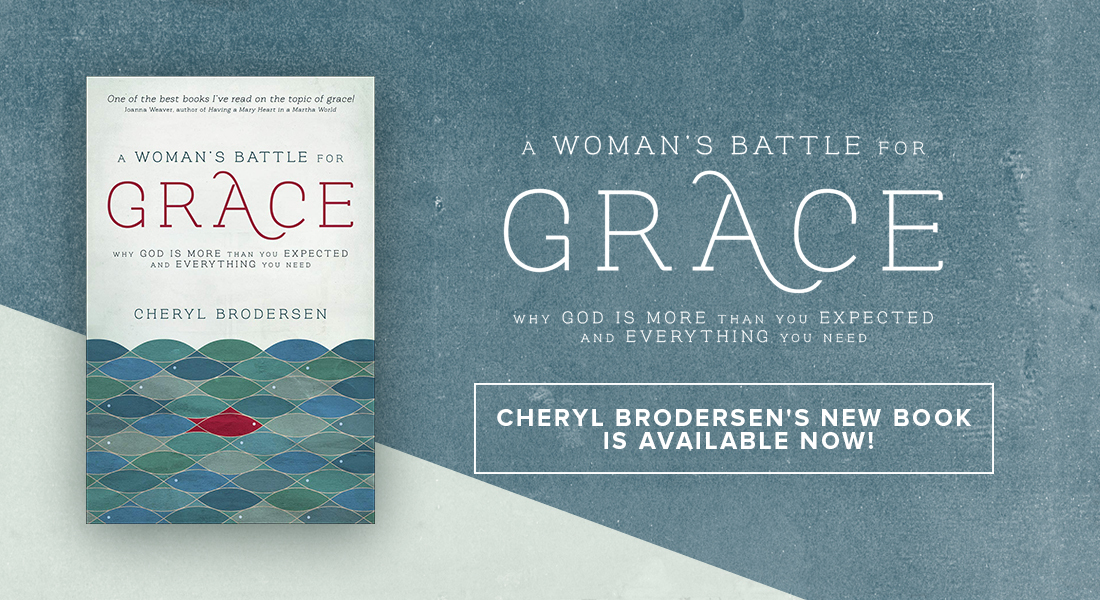 One of the best books I've read on the topic of grace!
Joanna Weaver, author of Having a Mary Heart in a Martha World
A WOMAN'S BATTLE FOR
GRACE
WHY GOD IS MORE THAN YOU EXPECTED
AND EVERYTHING YOU NEED
CHERYL BRODERSEN
A WOMAN'S BATTLE FOR
GRACE
WHY GOD IS MORE THAN YOU EXPECTED
AND EVERYTHING YOU NEED
CHERYL BRODERSEN'S NEW BOOK
IS AVAILABLE NOW!